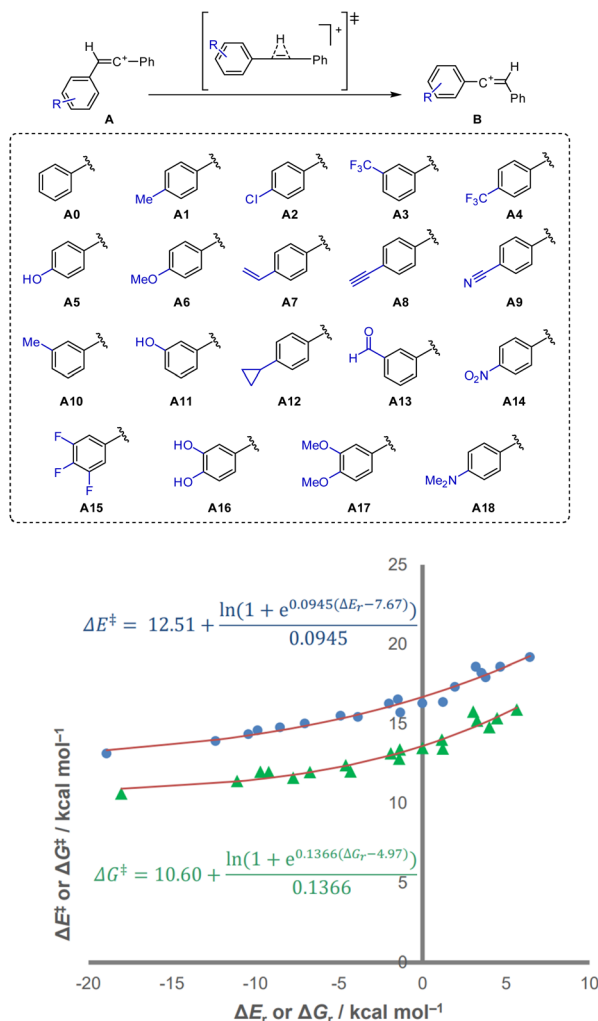 H
C⁺
Ph
R
A
H
R
Ph
+
‡
R
C⁺
H
Ph
B
A0
Me
A1
Cl
A2
F₃C
A3
F₃C
A4
HO
A5
MeO
A6
A7
A8
N
A9
Me
A10
HO
A11
A12
O
H
A13
O₂N
A14
F
F
F
A15
HO
HO
A16
MeO
MeO
A17
Me₂N
A18
25
ΔE‡ = 12.51 + ln(1 + e^0.0945(ΔEᵣ−7.67)) / 0.0945
20
15
10
ΔG‡ = 10.60 + ln(1 + e^0.1366(ΔGᵣ−4.97)) / 0.1366
5
0
ΔE‡ or ΔG‡ / kcal mol⁻¹
-20 -15 -10 -5 0 5 10
ΔEᵣ or ΔGᵣ / kcal mol⁻¹